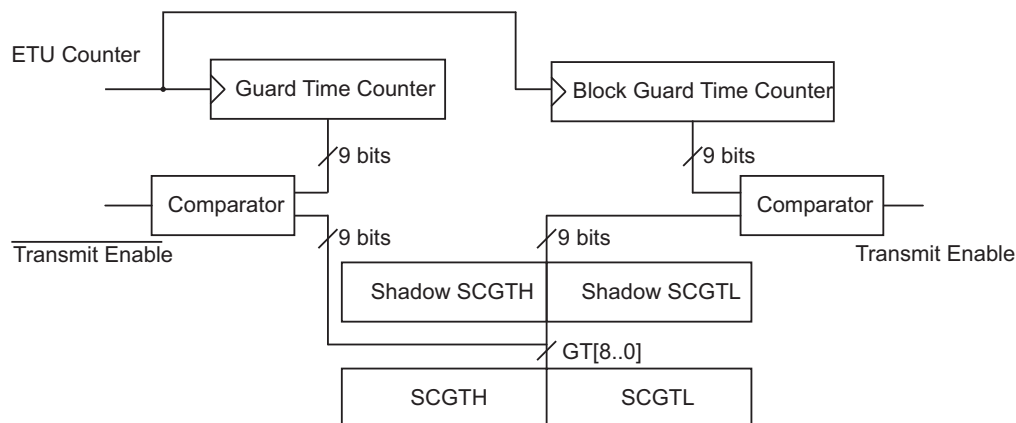 ETU Counter
Guard Time Counter
Block Guard Time Counter
9 bits
9 bits
Comparator
Comparator
9 bits
9 bits
Transmit Enable
Transmit Enable
Shadow SCGTH
Shadow SCGTL
GT[8..0]
SCGTH
SCGTL